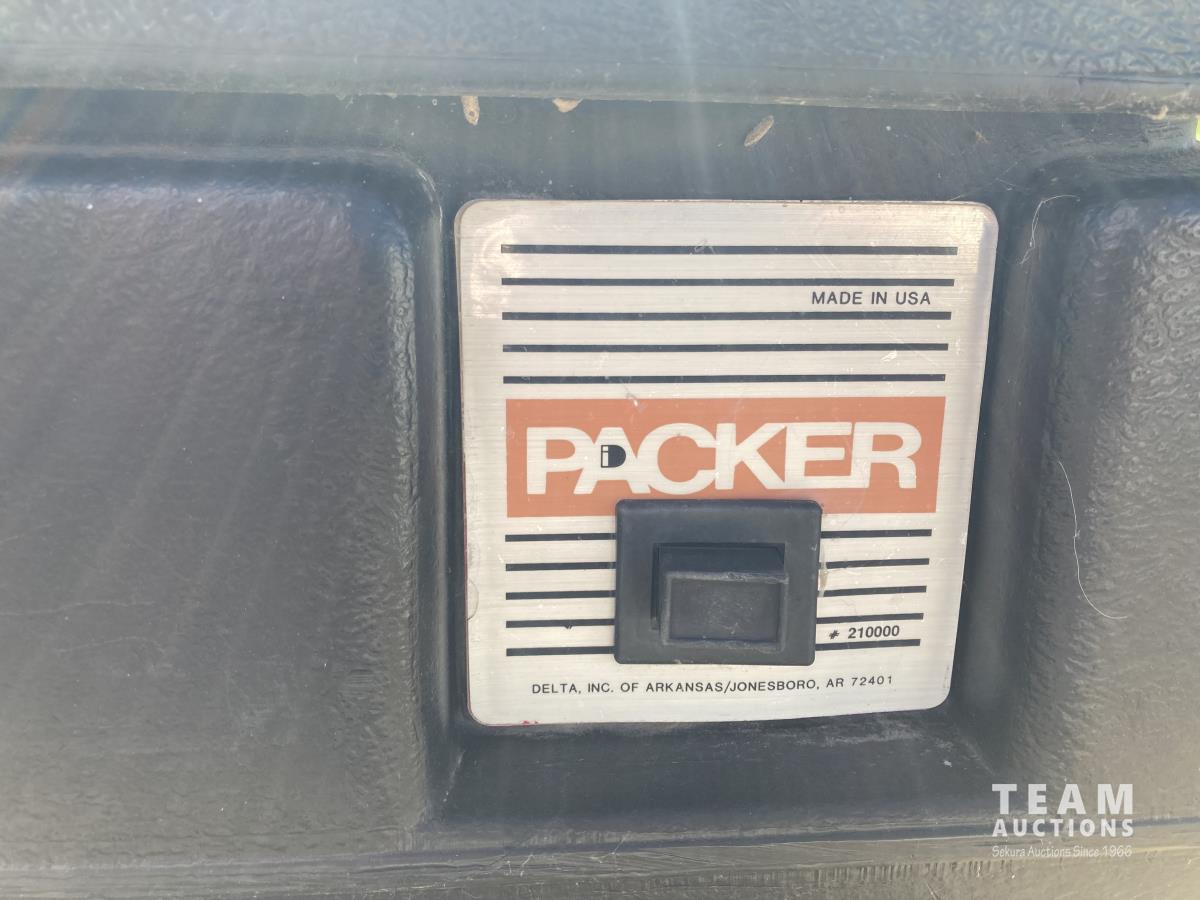 MADE IN USA
PACKER
# 210000
DELTA, INC. OF ARKANSAS/JONESBORO, AR 72401
TEAM
AUCTIONS
Sekura Auctions Since 1966